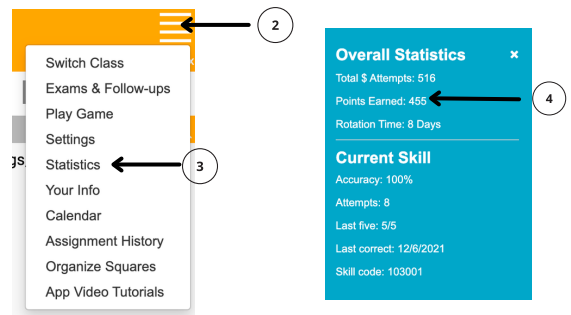 2
Switch Class
Exams & Follow-ups
Play Game
Settings
gs
Statistics
3
Your Info
Calendar
Assignment History
Organize Squares
App Video Tutorials
Overall Statistics ×
Total $ Attempts: 516
Points Earned: 455
4
Rotation Time: 8 Days
Current Skill
Accuracy: 100%
Attempts: 8
Last five: 5/5
Last correct: 12/6/2021
Skill code: 103001